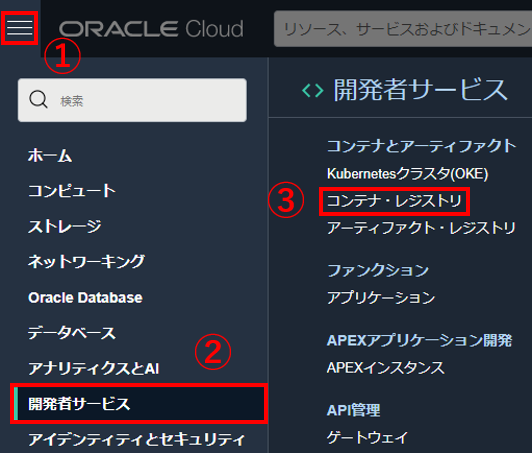 ORACLE Cloud
リソース、サービスおよびドキュメン
①
検索
ホーム
コンピュート
ストレージ
ネットワーキング
Oracle Database
データベース
②
アナリティクスとAI
開発者サービス
アイデンティティとセキュリティ
<> 開発者サービス
コンテナとアーティファクト
Kubernetesクラスタ(OKE)
③
コンテナ・レジストリ
アーティファクト・レジストリ
ファンクション
アプリケーション
APEXアプリケーション開発
APEXインスタンス
API管理
ゲートウェイ